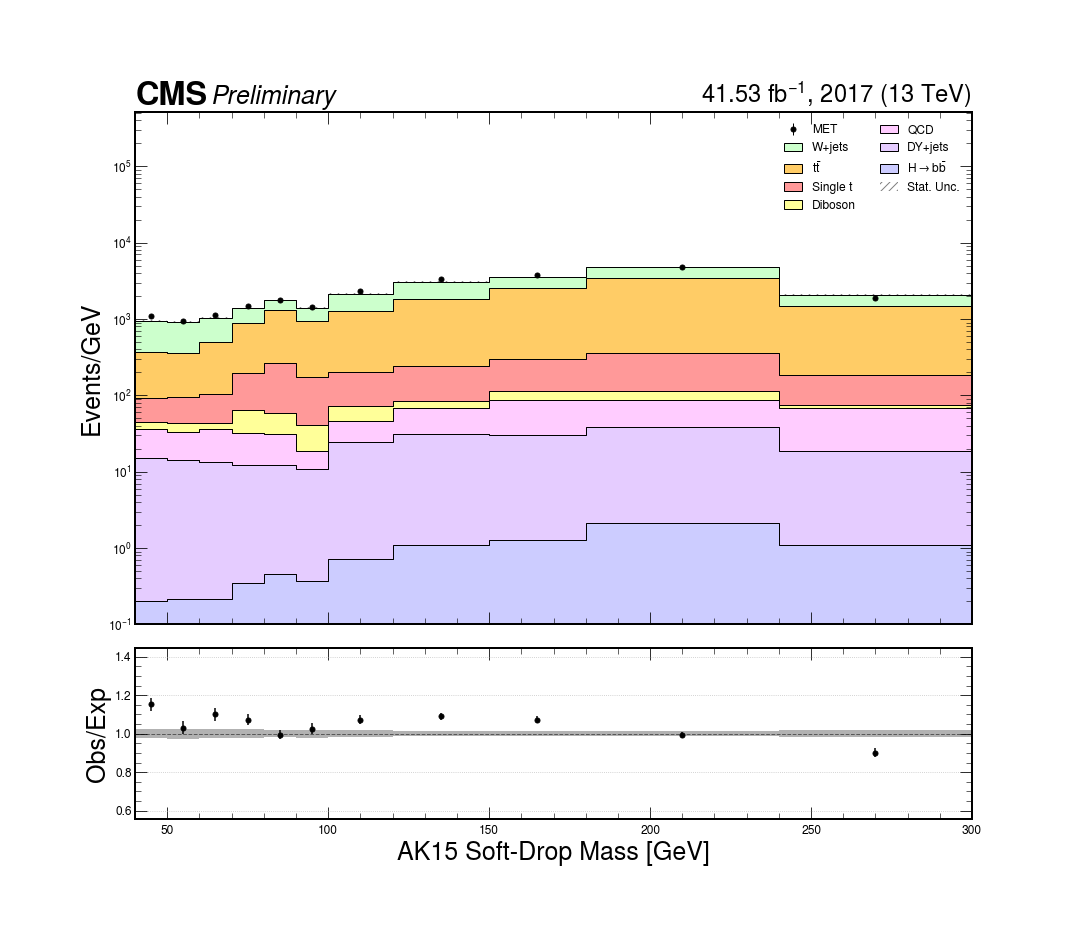 CMS Preliminary 41.53 fb⁻¹, 2017 (13 TeV)
MET QCD
W+jets DY+jets
tt̄ H→bb̄
Single t Stat. Unc.
Diboson
Events/GeV
10⁵
10⁴
10³
10²
10¹
10⁰
10⁻¹
Obs/Exp
1.4
1.2
1.0
0.8
0.6
50 100 150 200 250 300
AK15 Soft-Drop Mass [GeV]